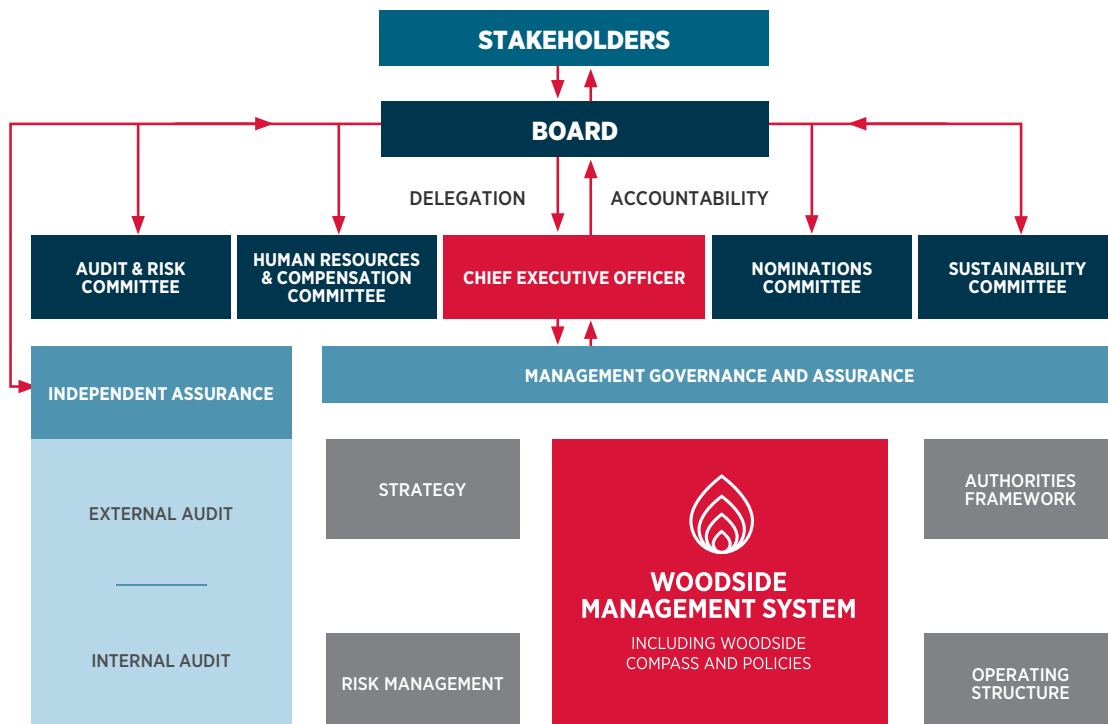 STAKEHOLDERS
BOARD
DELEGATION
ACCOUNTABILITY
AUDIT & RISK
COMMITTEE
HUMAN RESOURCES
& COMPENSATION
COMMITTEE
CHIEF EXECUTIVE OFFICER
NOMINATIONS
COMMITTEE
SUSTAINABILITY
COMMITTEE
INDEPENDENT ASSURANCE
MANAGEMENT GOVERNANCE AND ASSURANCE
EXTERNAL AUDIT
INTERNAL AUDIT
STRATEGY
RISK MANAGEMENT
WOODSIDE
MANAGEMENT SYSTEM
INCLUDING WOODSIDE
COMPASS AND POLICIES
AUTHORITIES
FRAMEWORK
OPERATING
STRUCTURE